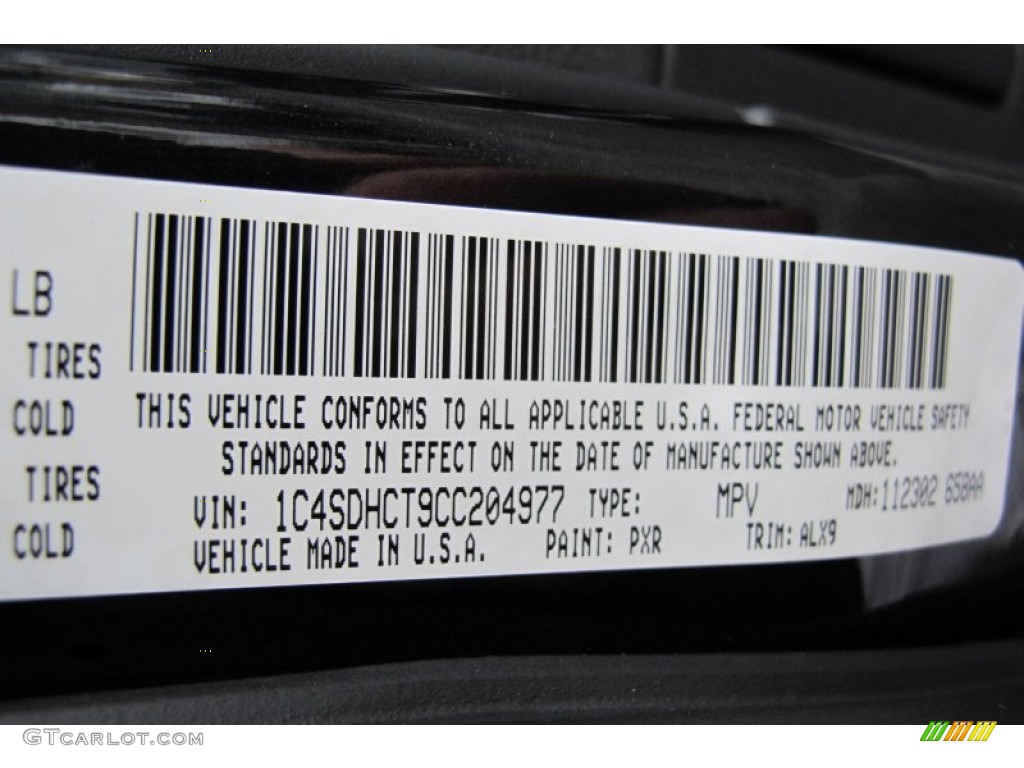 LB
TIRES
COLD
TIRES
COLD
THIS VEHICLE CONFORMS TO ALL APPLICABLE U.S.A. FEDERAL MOTOR VEHICLE SAFETY
STANDARDS IN EFFECT ON THE DATE OF MANUFACTURE SHOWN ABOVE.
VIN: 1C4SDHCT9CC204977 TYPE: MPV MDH: 112302 658AA
VEHICLE MADE IN U.S.A. PAINT: PXR TRIM: ALX9
GTCARLOT.COM